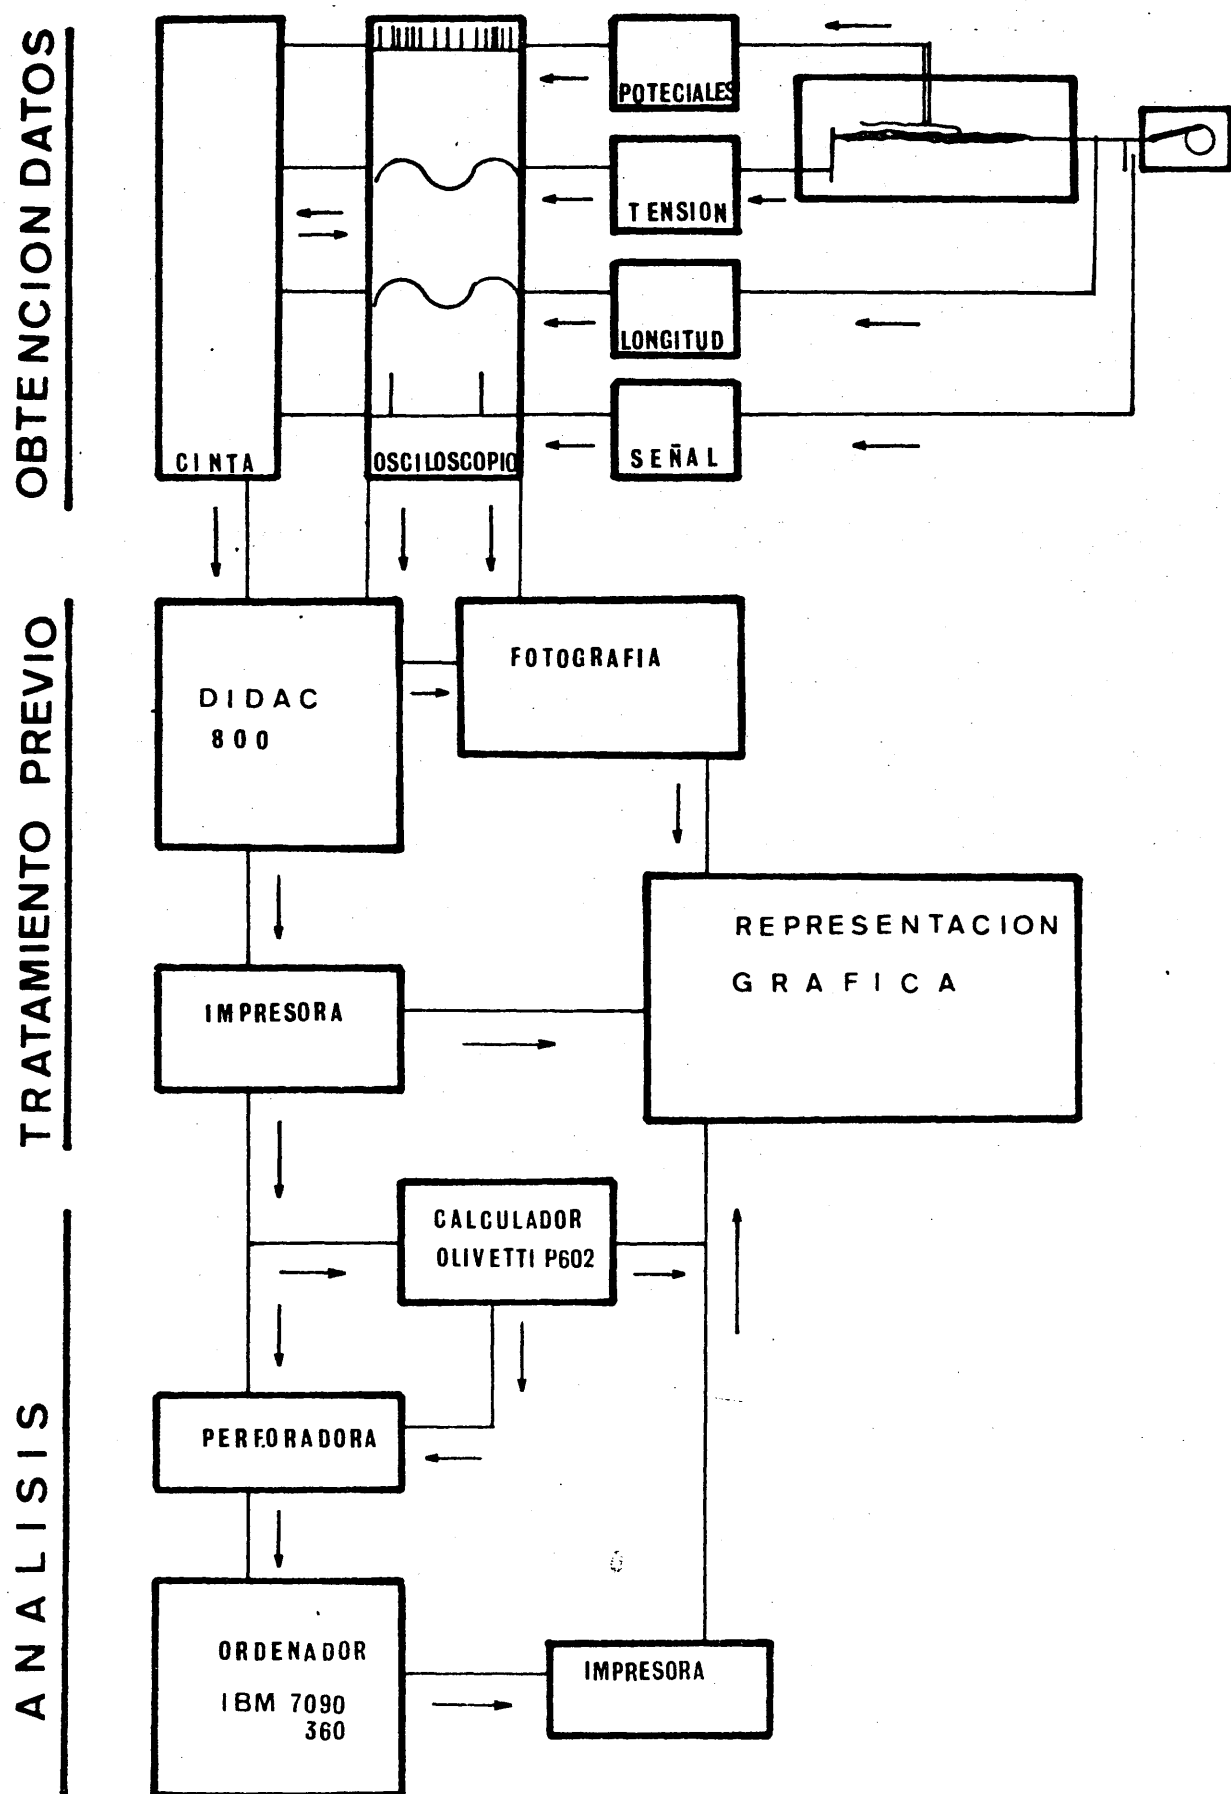 OBTENCION DATOS
POTECIALES
TENSION
LONGITUD
SEÑAL
CINTA
OSCILOSCOPIO
TRATAMIENTO PREVIO
DIDAC
800
FOTOGRAFIA
REPRESENTACION
GRAFICA
IMPRESORA
ANALISIS
CALCULADOR
OLIVETTI P602
PERFORADORA
ORDENADOR
IBM 7090
360
IMPRESORA